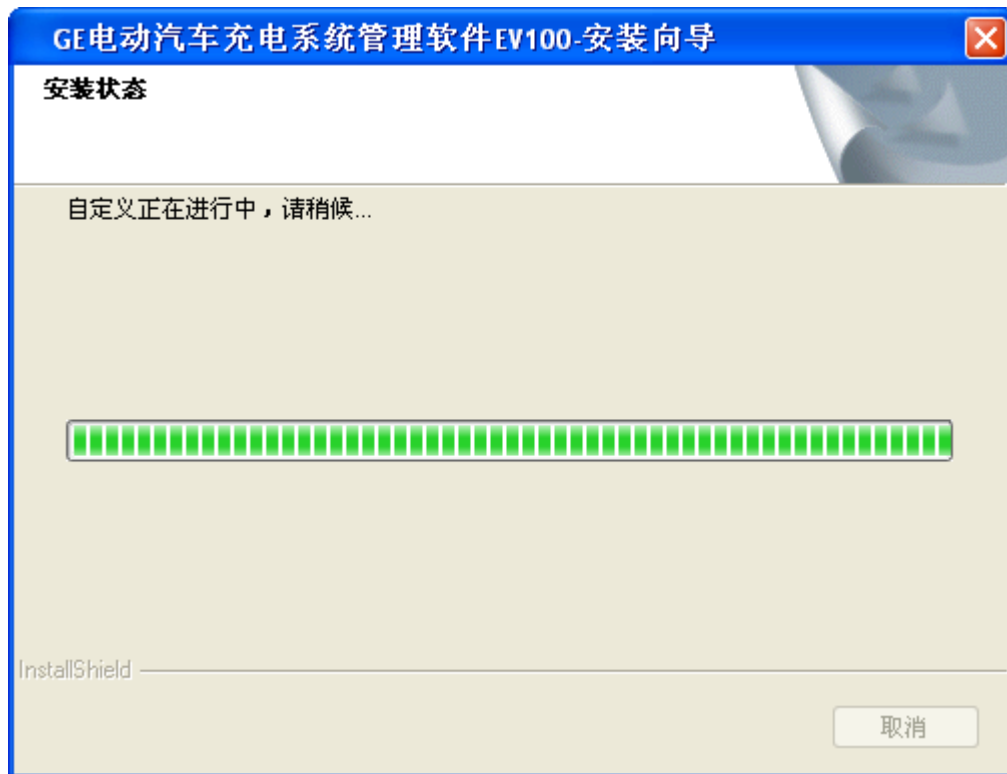 GE电动汽车充电系统管理软件EV100-安装向导
安装状态
自定义正在进行中，请稍候...
InstallShield
取消